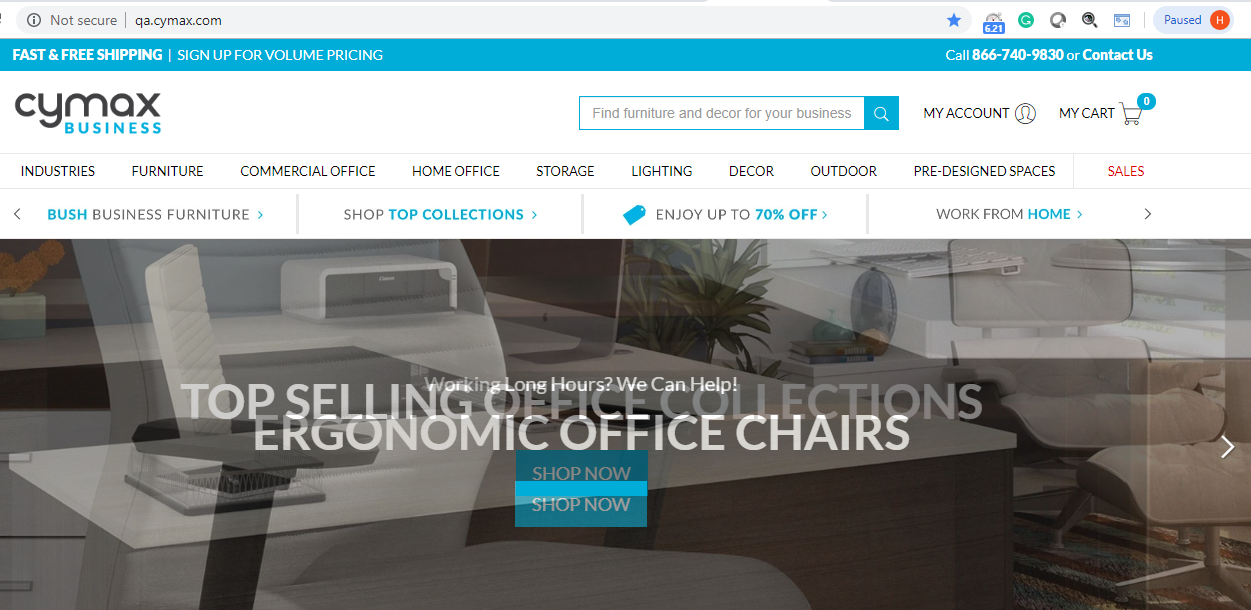 Not secure | qa.cymax.com
6.21
Paused H
FAST & FREE SHIPPING | SIGN UP FOR VOLUME PRICING
Call 866-740-9830 or Contact Us
cymax
BUSINESS
Find furniture and decor for your business
MY ACCOUNT
MY CART 0
INDUSTRIES FURNITURE COMMERCIAL OFFICE HOME OFFICE STORAGE LIGHTING DECOR OUTDOOR PRE-DESIGNED SPACES SALES
BUSH BUSINESS FURNITURE > SHOP TOP COLLECTIONS > ENJOY UP TO 70% OFF > WORK FROM HOME >
Canon
Working Long Hours? We Can Help!
TOP SELLING OFFICE COLLECTIONS
ERGONOMIC OFFICE CHAIRS
SHOP NOW
SHOP NOW